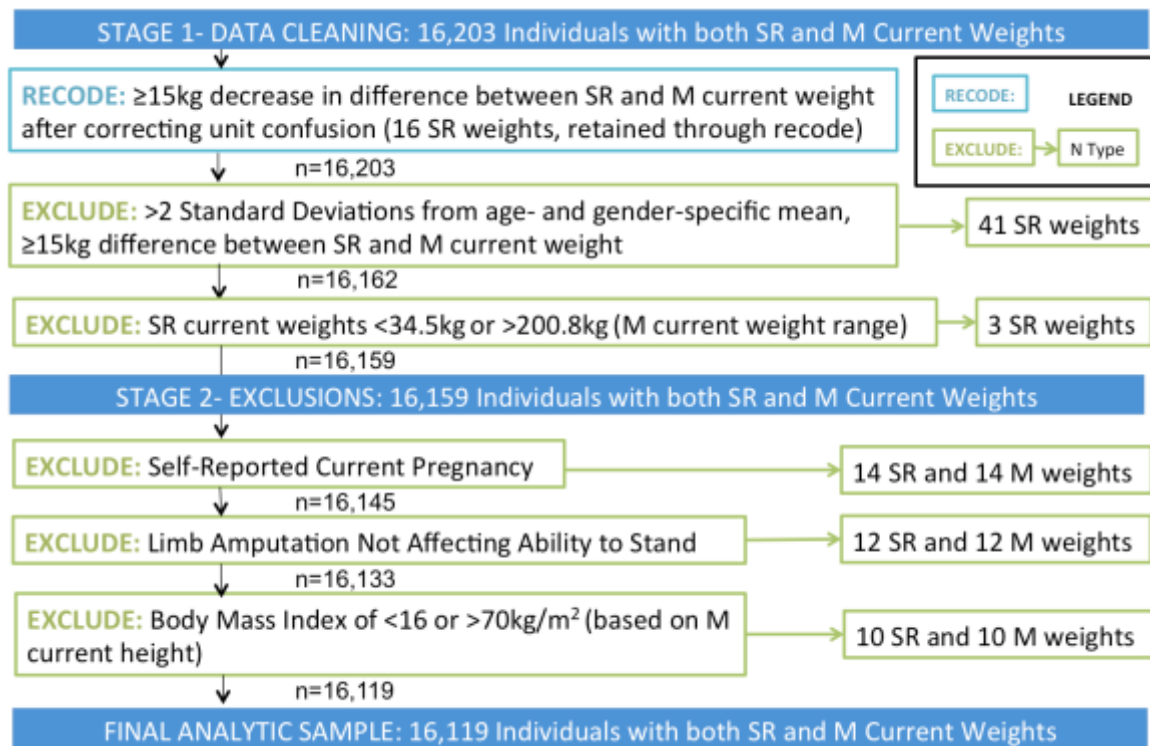 STAGE 1- DATA CLEANING: 16,203 Individuals with both SR and M Current Weights
RECODE: ≥15kg decrease in difference between SR and M current weight
after correcting unit confusion (16 SR weights, retained through recode)
RECODE:
LEGEND
EXCLUDE:
N Type
n=16,203
EXCLUDE: >2 Standard Deviations from age- and gender-specific mean,
≥15kg difference between SR and M current weight
41 SR weights
n=16,162
EXCLUDE: SR current weights <34.5kg or >200.8kg (M current weight range)
3 SR weights
n=16,159
STAGE 2- EXCLUSIONS: 16,159 Individuals with both SR and M Current Weights
EXCLUDE: Self-Reported Current Pregnancy
14 SR and 14 M weights
n=16,145
EXCLUDE: Limb Amputation Not Affecting Ability to Stand
12 SR and 12 M weights
n=16,133
EXCLUDE: Body Mass Index of <16 or >70kg/m² (based on M
current height)
10 SR and 10 M weights
n=16,119
FINAL ANALYTIC SAMPLE: 16,119 Individuals with both SR and M Current Weights